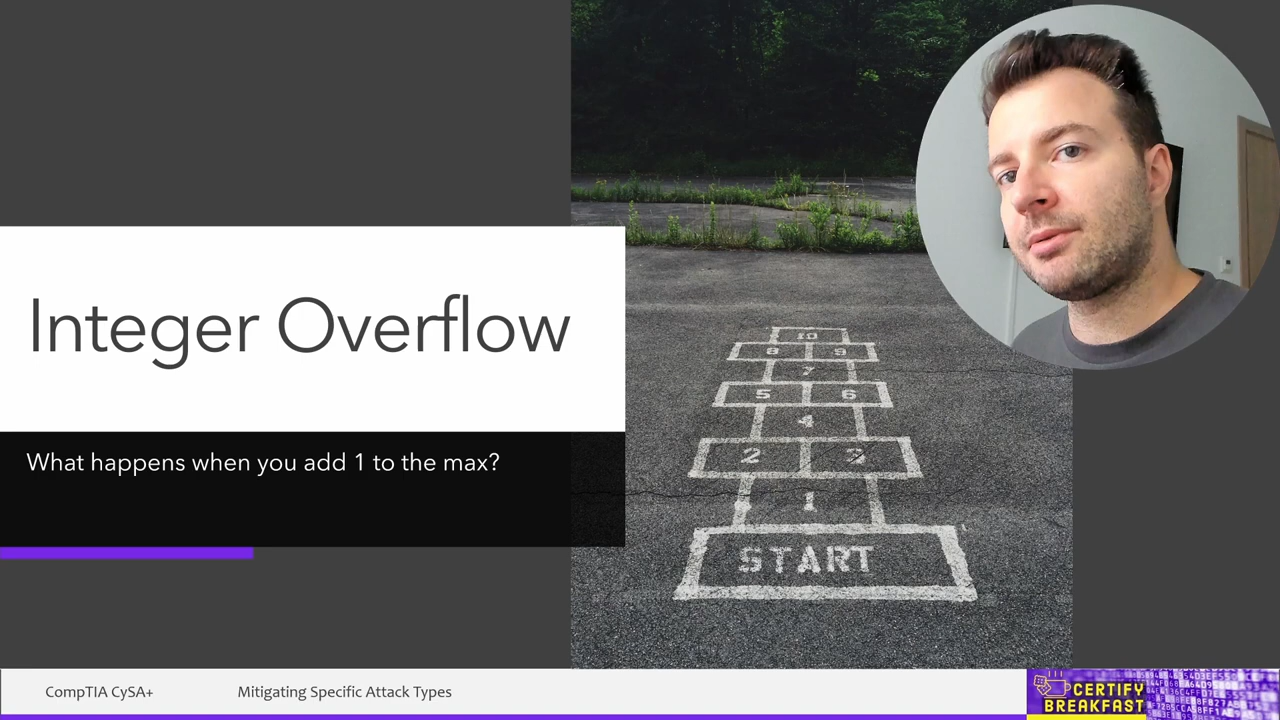 Integer Overflow
What happens when you add 1 to the max?
10
8 9
7
5 6
4
2
1
START
CompTIA CySA+ Mitigating Specific Attack Types
CERTIFY
BREAKFAST